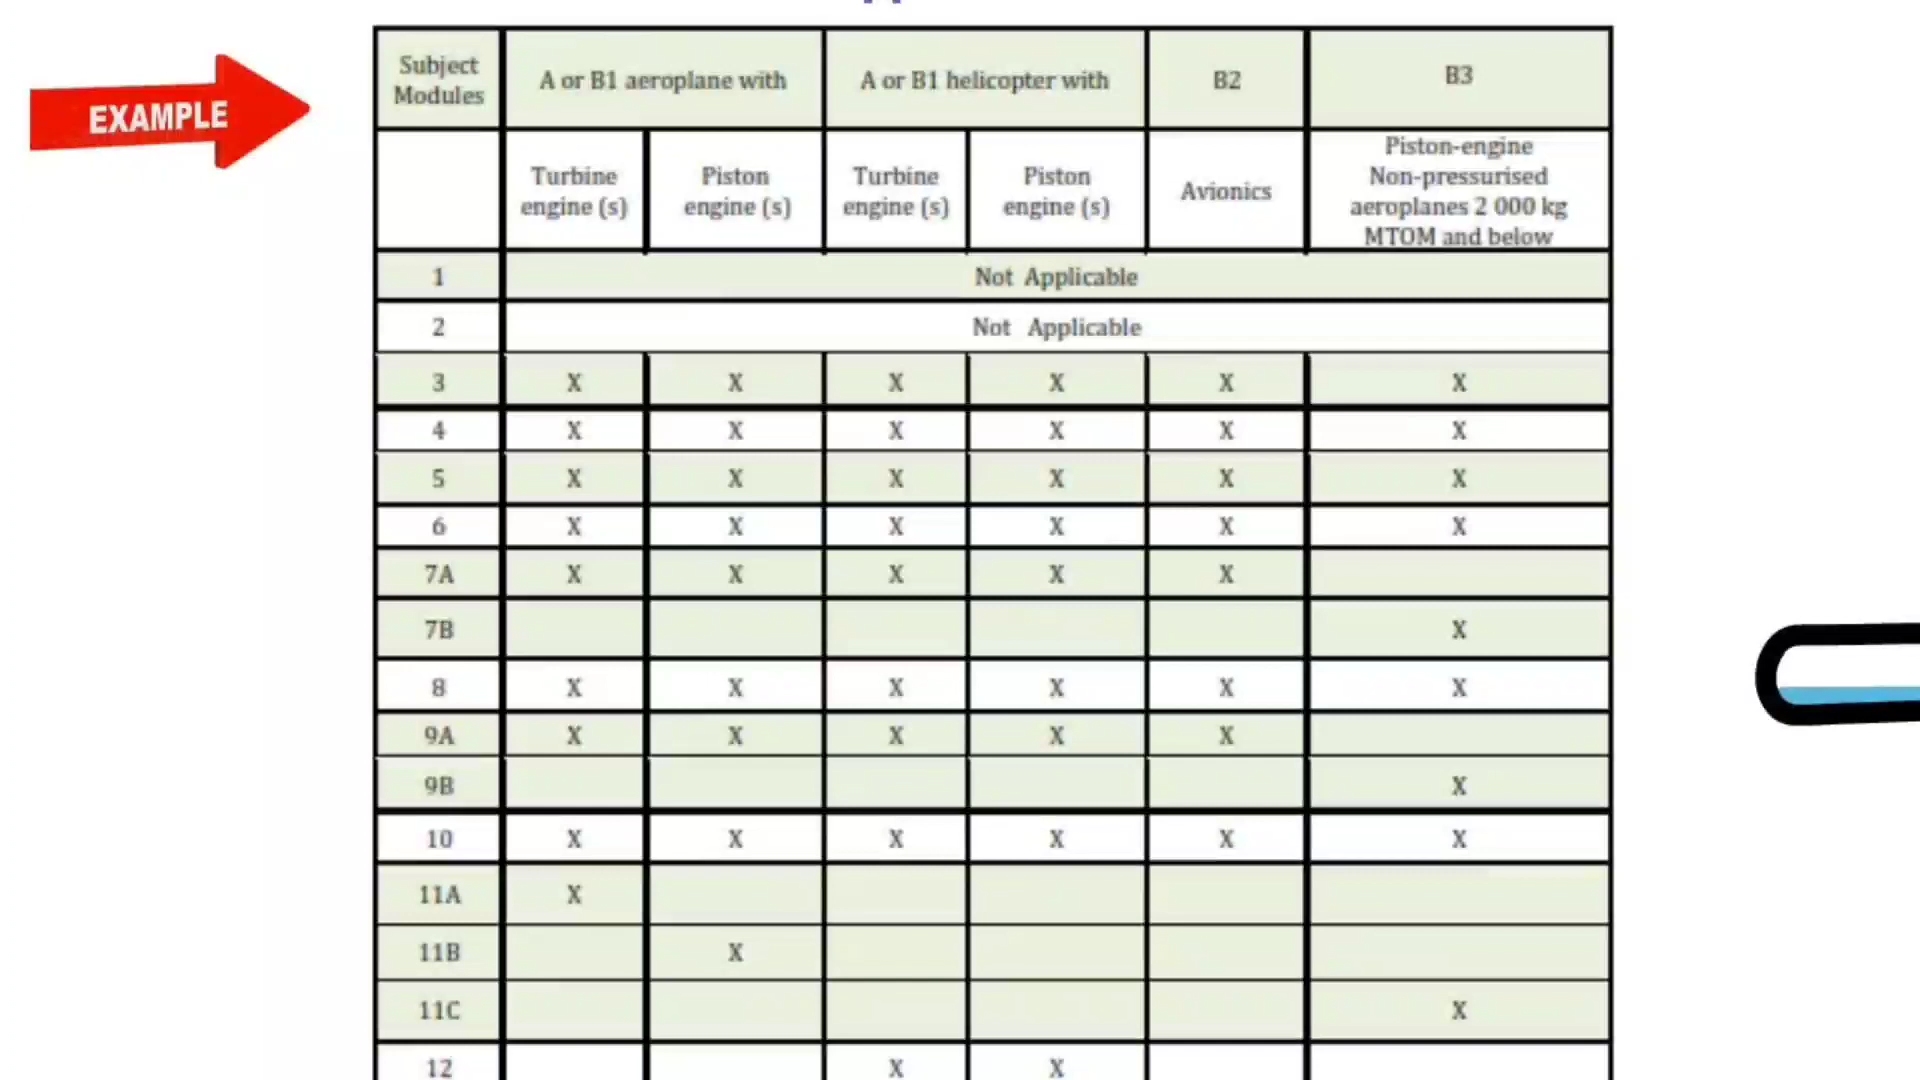 EXAMPLE
Subject Modules A or B1 aeroplane with A or B1 helicopter with B2 B3
Turbine engine (s) Piston engine (s) Turbine engine (s) Piston engine (s) Avionics Piston-engine Non-pressurised aeroplanes 2 000 kg MTOM and below
1 Not Applicable
2 Not Applicable
3 X X X X X X
4 X X X X X X
5 X X X X X X
6 X X X X X X
7A X X X X X
7B X
8 X X X X X X
9A X X X X X
9B X
10 X X X X X X
11A X
11B X
11C X
12 X X